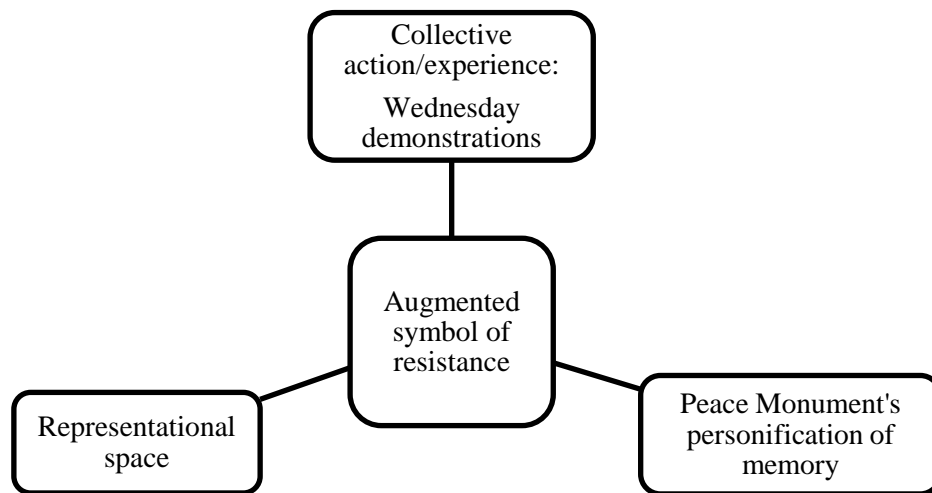 Collective
action/experience:
Wednesday
demonstrations
Augmented
symbol of
resistance
Representational
space
Peace Monument's
personification of
memory